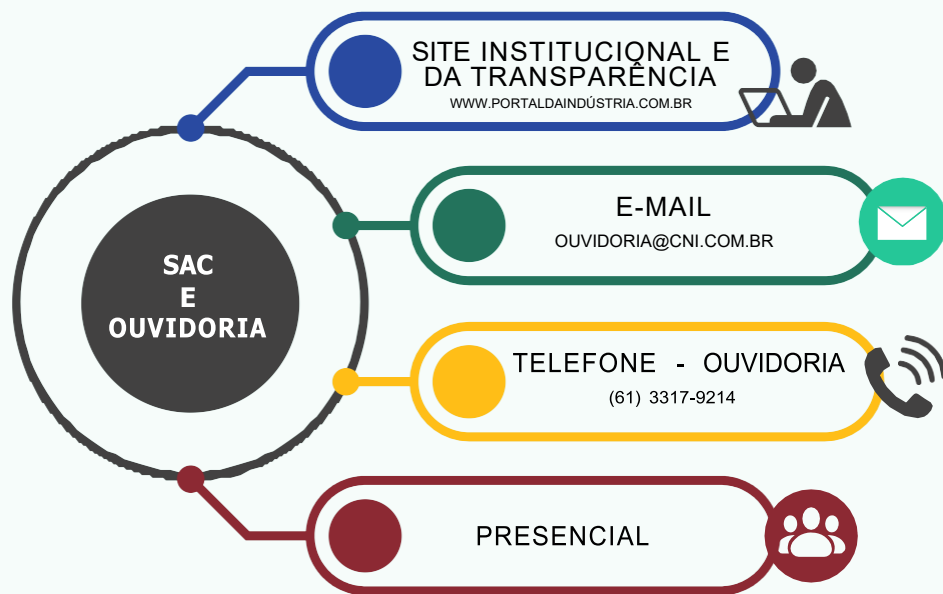 SITE INSTITUCIONAL E
DA TRANSPARÊNCIA
WWW.PORTALDAINDÚSTRIA.COM.BR
E-MAIL
OUVIDORIA@CNI.COM.BR
SAC
E
OUVIDORIA
TELEFONE - OUVIDORIA
(61) 3317-9214
PRESENCIAL